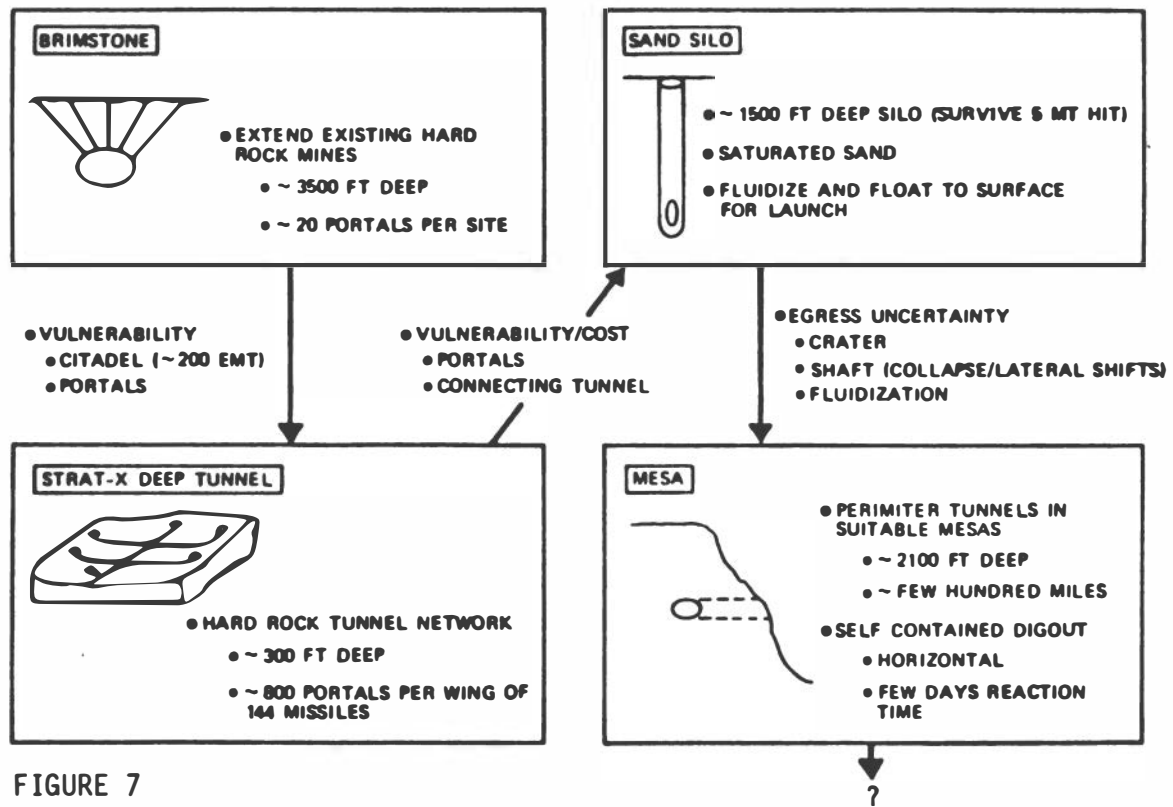 BRIMSTONE
● EXTEND EXISTING HARD
ROCK MINES
● ~ 3500 FT DEEP
● ~ 20 PORTALS PER SITE
● VULNERABILITY
● CITADEL (~200 EMT)
● PORTALS
STRAT-X DEEP TUNNEL
● HARD ROCK TUNNEL NETWORK
● ~ 300 FT DEEP
● ~ 800 PORTALS PER WING OF
144 MISSILES
● VULNERABILITY/COST
● PORTALS
● CONNECTING TUNNEL
SAND SILO
● ~ 1500 FT DEEP SILO (SURVIVE 5 MT HIT)
● SATURATED SAND
● FLUIDIZE AND FLOAT TO SURFACE
FOR LAUNCH
● EGRESS UNCERTAINTY
● CRATER
● SHAFT (COLLAPSE/LATERAL SHIFTS)
● FLUIDIZATION
MESA
● PERIMITER TUNNELS IN
SUITABLE MESAS
● ~ 2100 FT DEEP
● ~ FEW HUNDRED MILES
● SELF CONTAINED DIGOUT
● HORIZONTAL
● FEW DAYS REACTION
TIME
?
FIGURE 7